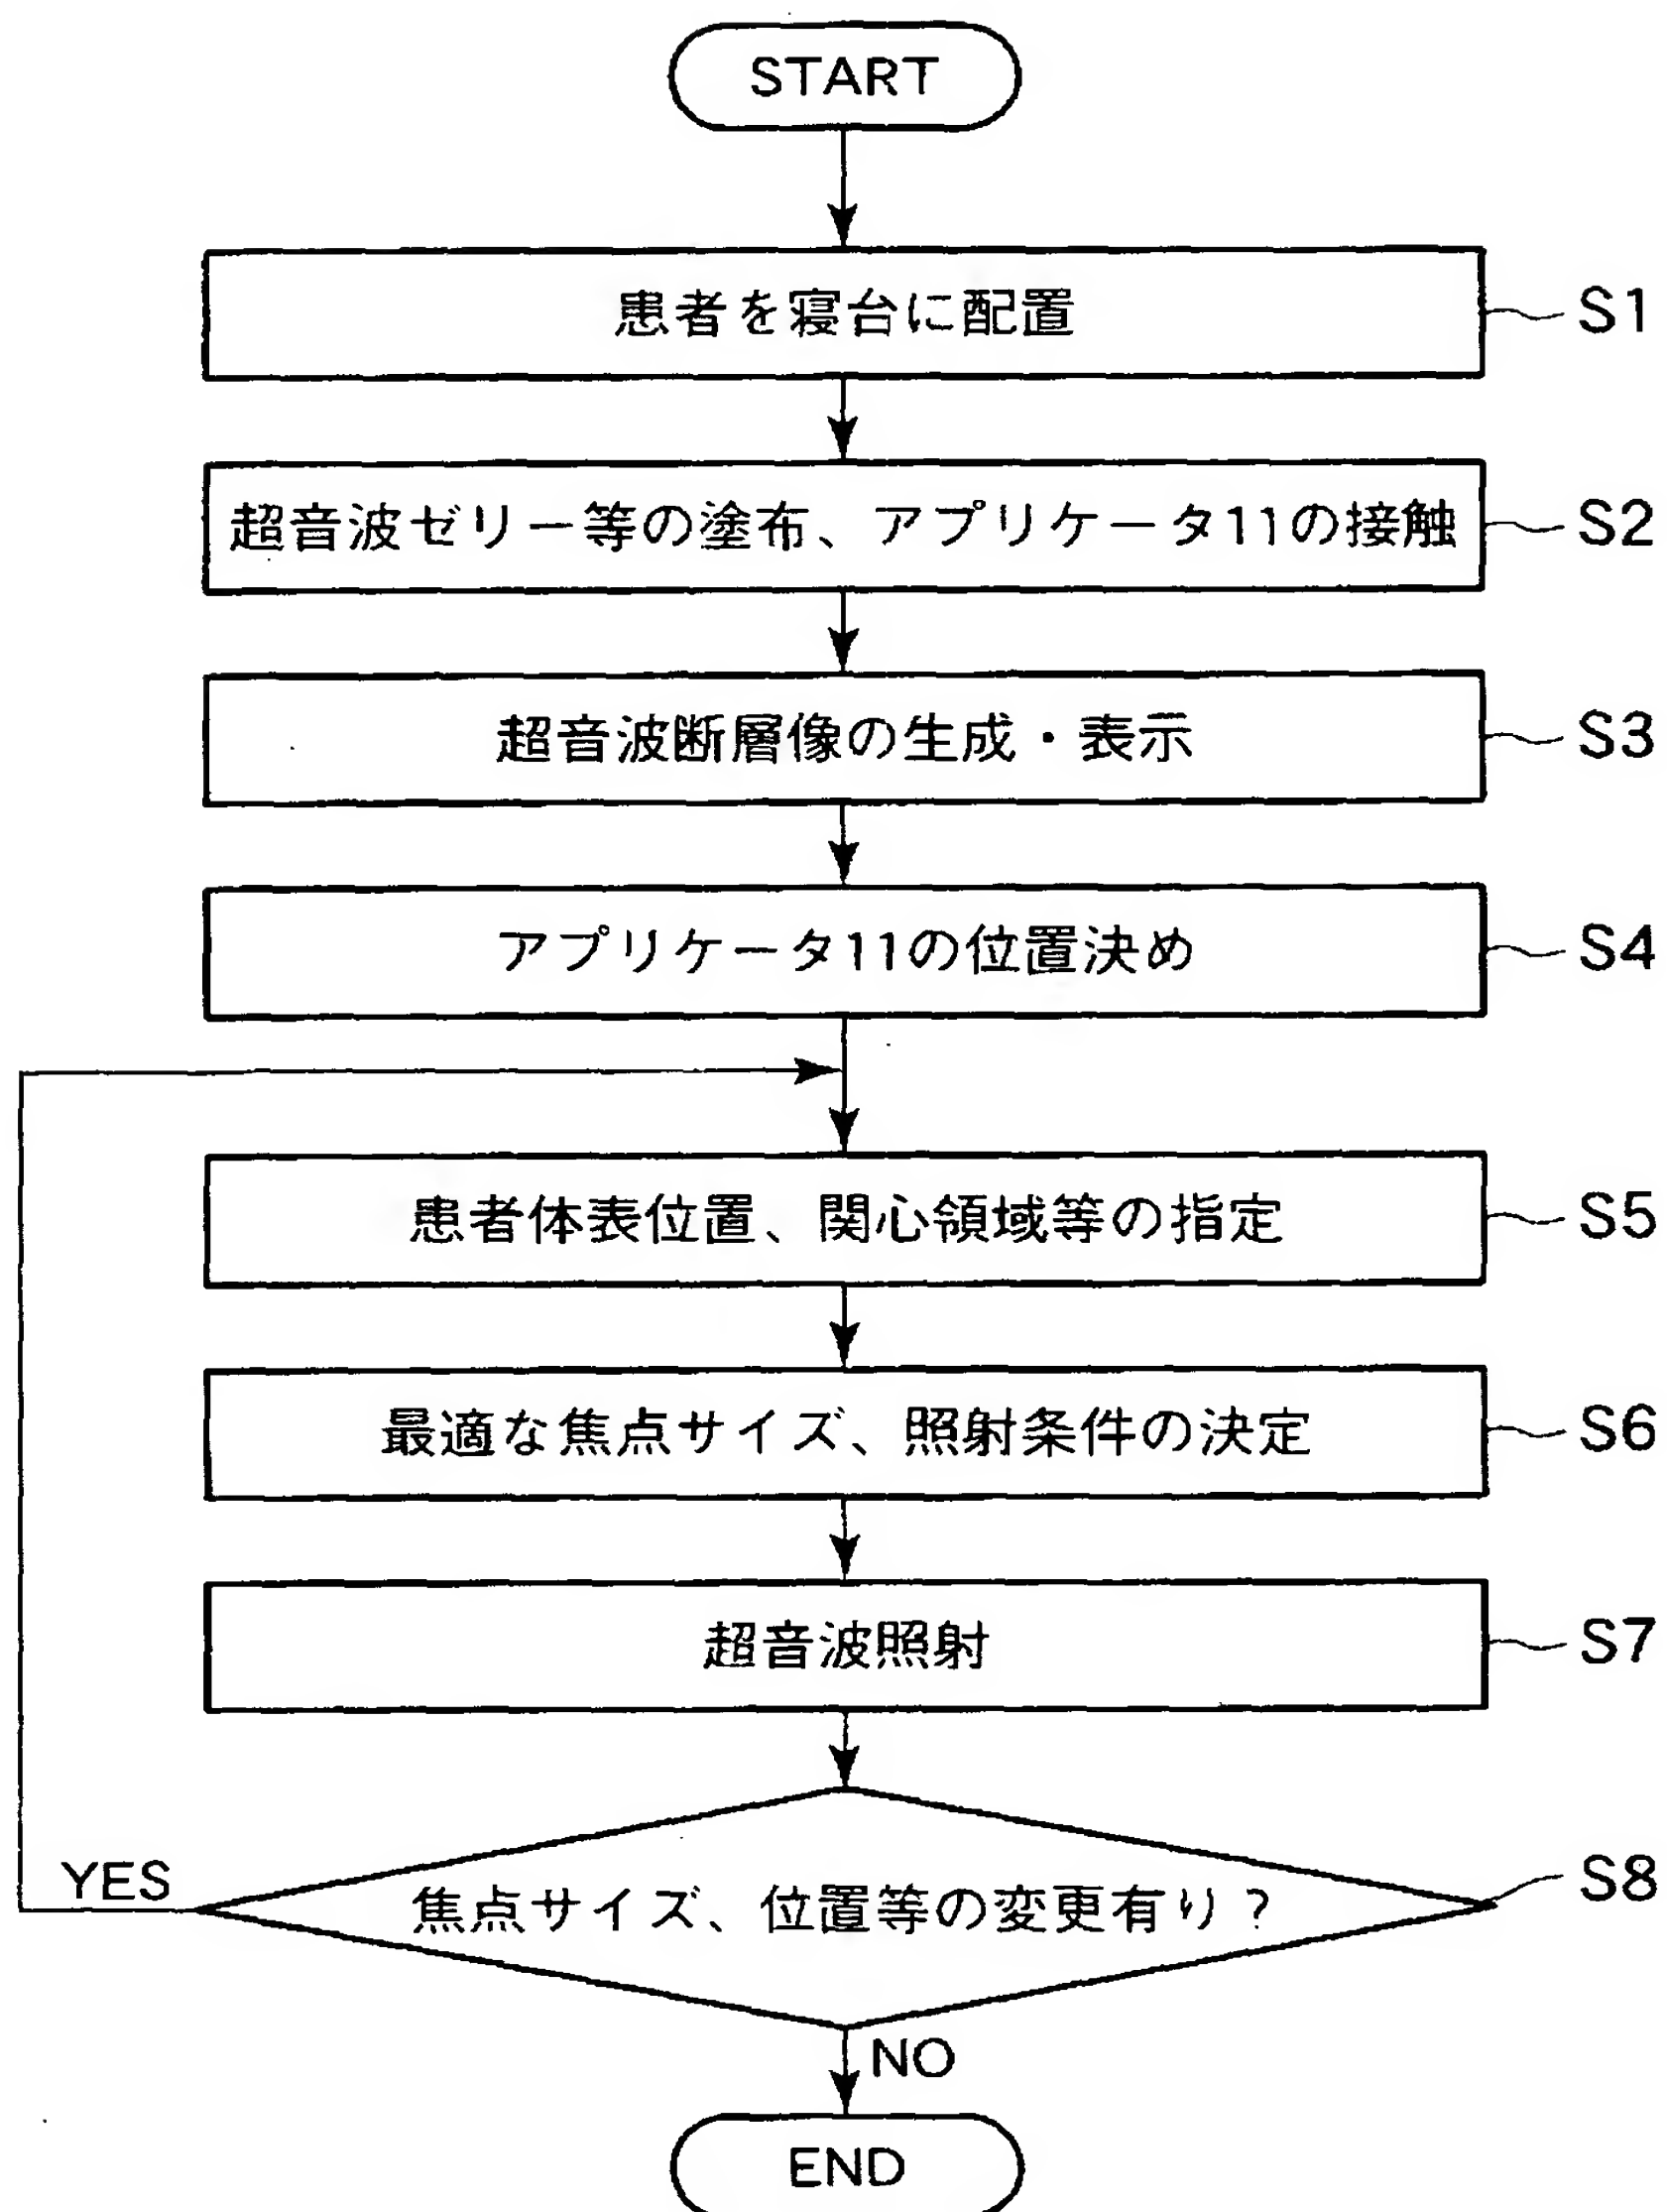 START
患者を寝台に配置
S1
超音波ゼリー等の塗布、アプリケータ11の接触
S2
超音波断層像の生成・表示
S3
アプリケータ11の位置決め
S4
患者体表位置、関心領域等の指定
S5
最適な焦点サイズ、照射条件の決定
S6
超音波照射
S7
YES
焦点サイズ、位置等の変更有り？
S8
NO
END